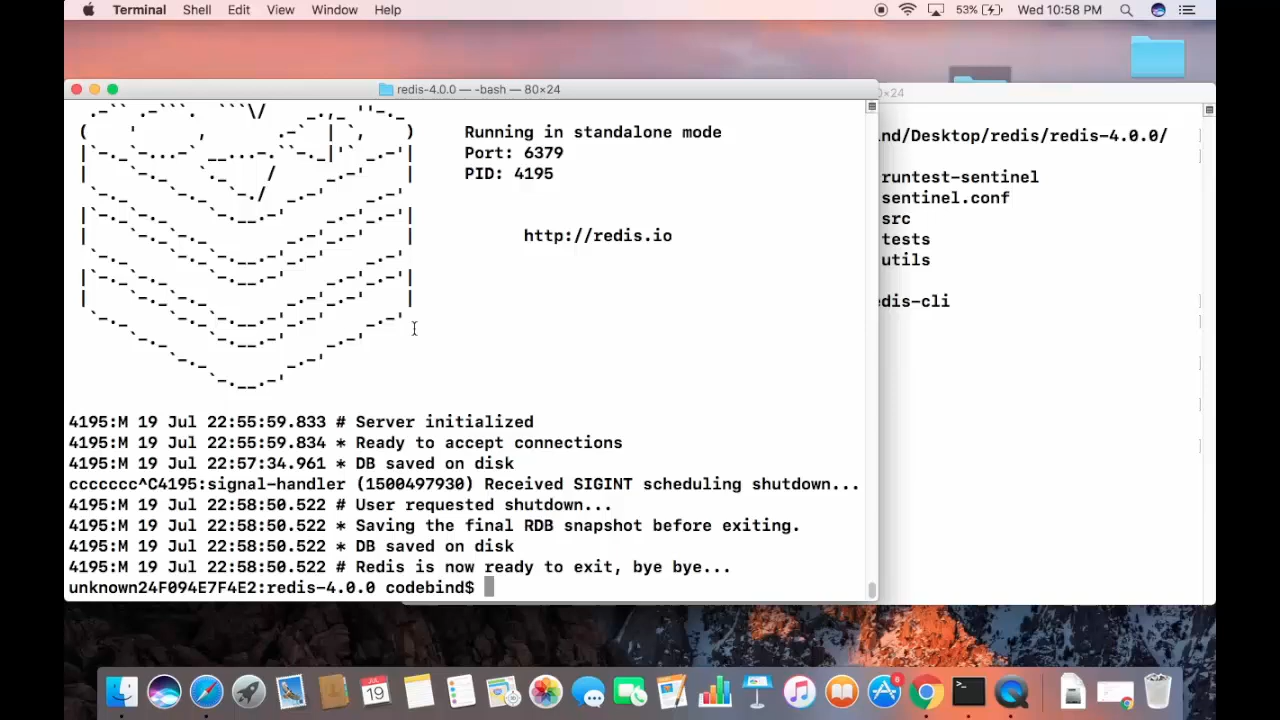 Terminal Shell Edit View Window Help 53% Wed 10:58 PM
redis-4.0.0 — -bash — 80×24
×24
Running in standalone mode
Port: 6379
PID: 4195
http://redis.io
4195:M 19 Jul 22:55:59.833 # Server initialized
4195:M 19 Jul 22:55:59.834 * Ready to accept connections
4195:M 19 Jul 22:57:34.961 * DB saved on disk
ccccccc^C4195:signal-handler (1500497930) Received SIGINT scheduling shutdown...
4195:M 19 Jul 22:58:50.522 # User requested shutdown...
4195:M 19 Jul 22:58:50.522 * Saving the final RDB snapshot before exiting.
4195:M 19 Jul 22:58:50.522 * DB saved on disk
4195:M 19 Jul 22:58:50.522 # Redis is now ready to exit, bye bye...
unknown24F094E7F4E2:redis-4.0.0 codebind$
nd/Desktop/redis/redis-4.0.0/
runtest-sentinel
sentinel.conf
src
tests
utils
edis-cli
JUL
19
8